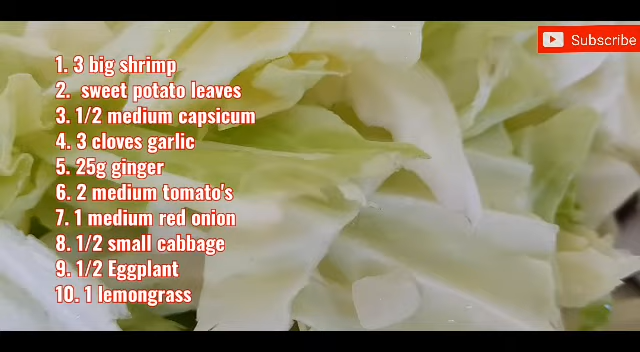 Subscribe
1. 3 big shrimp
2. sweet potato leaves
3. 1/2 medium capsicum
4. 3 cloves garlic
5. 25g ginger
6. 2 medium tomato's
7. 1 medium red onion
8. 1/2 small cabbage
9. 1/2 Eggplant
10. 1 lemongrass